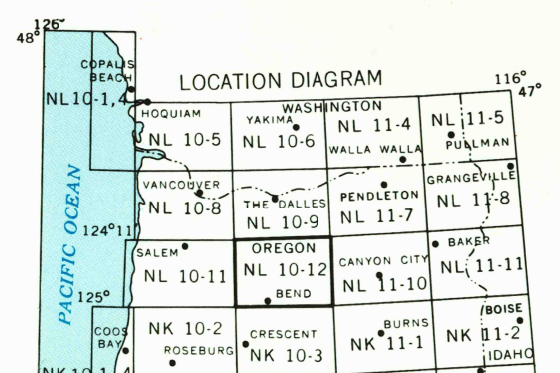 126°
48°
COPALIS
BEACH
LOCATION DIAGRAM
116°
47°
NL 10-1,4
HOQUIAM
NL 10-5
WASHINGTON
YAKIMA
NL 10-6
NL 11-4
WALLA WALLA
NL 11-5
PULLMAN
VANCOUVER
NL 10-8
THE DALLES
NL 10-9
PENDLETON
NL 11-7
GRANGEVILLE
NL 11-8
PACIFIC OCEAN
124°11
SALEM
NL 10-11
OREGON
NL 10-12
BEND
CANYON CITY
NL 11-10
BAKER
NL 11-11
125°
COOS
BAY
NK 10-2
ROSEBURG
CRESCENT
NK 10-3
BURNS
NK 11-1
BOISE
NK 11-2
IDAHO
NK 10-1,4